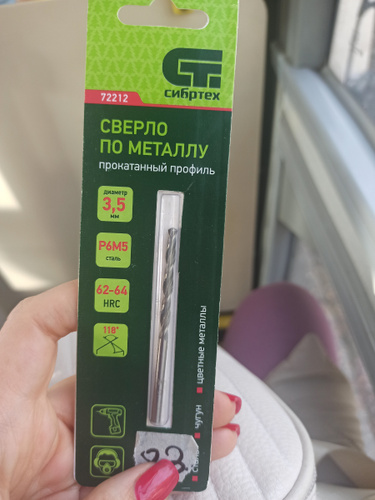 сибртех
72212
СВЕРЛО
ПО МЕТАЛЛУ
прокатанный профиль
диаметр
3,5
мм
Р6М5
сталь
62-64
HRC
118°
цветные металлы
чугун